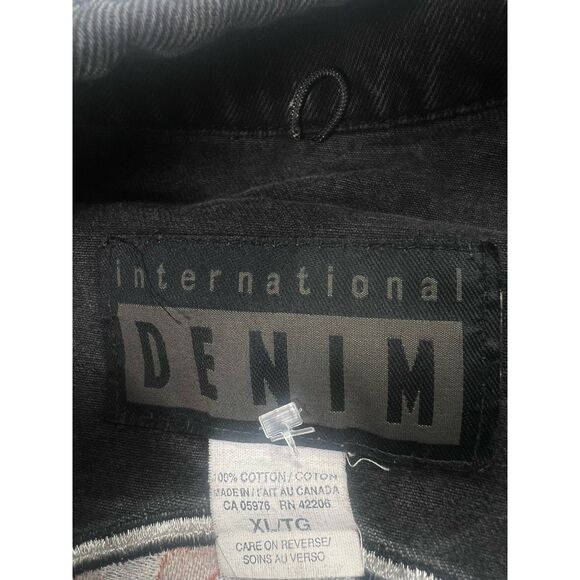 international
DENIM
100% COTTON / COTON
MADE IN / FAIT AU CANADA
CA 05976 RN 42206
XL/TG
CARE ON REVERSE/
SOINS AU VERSO